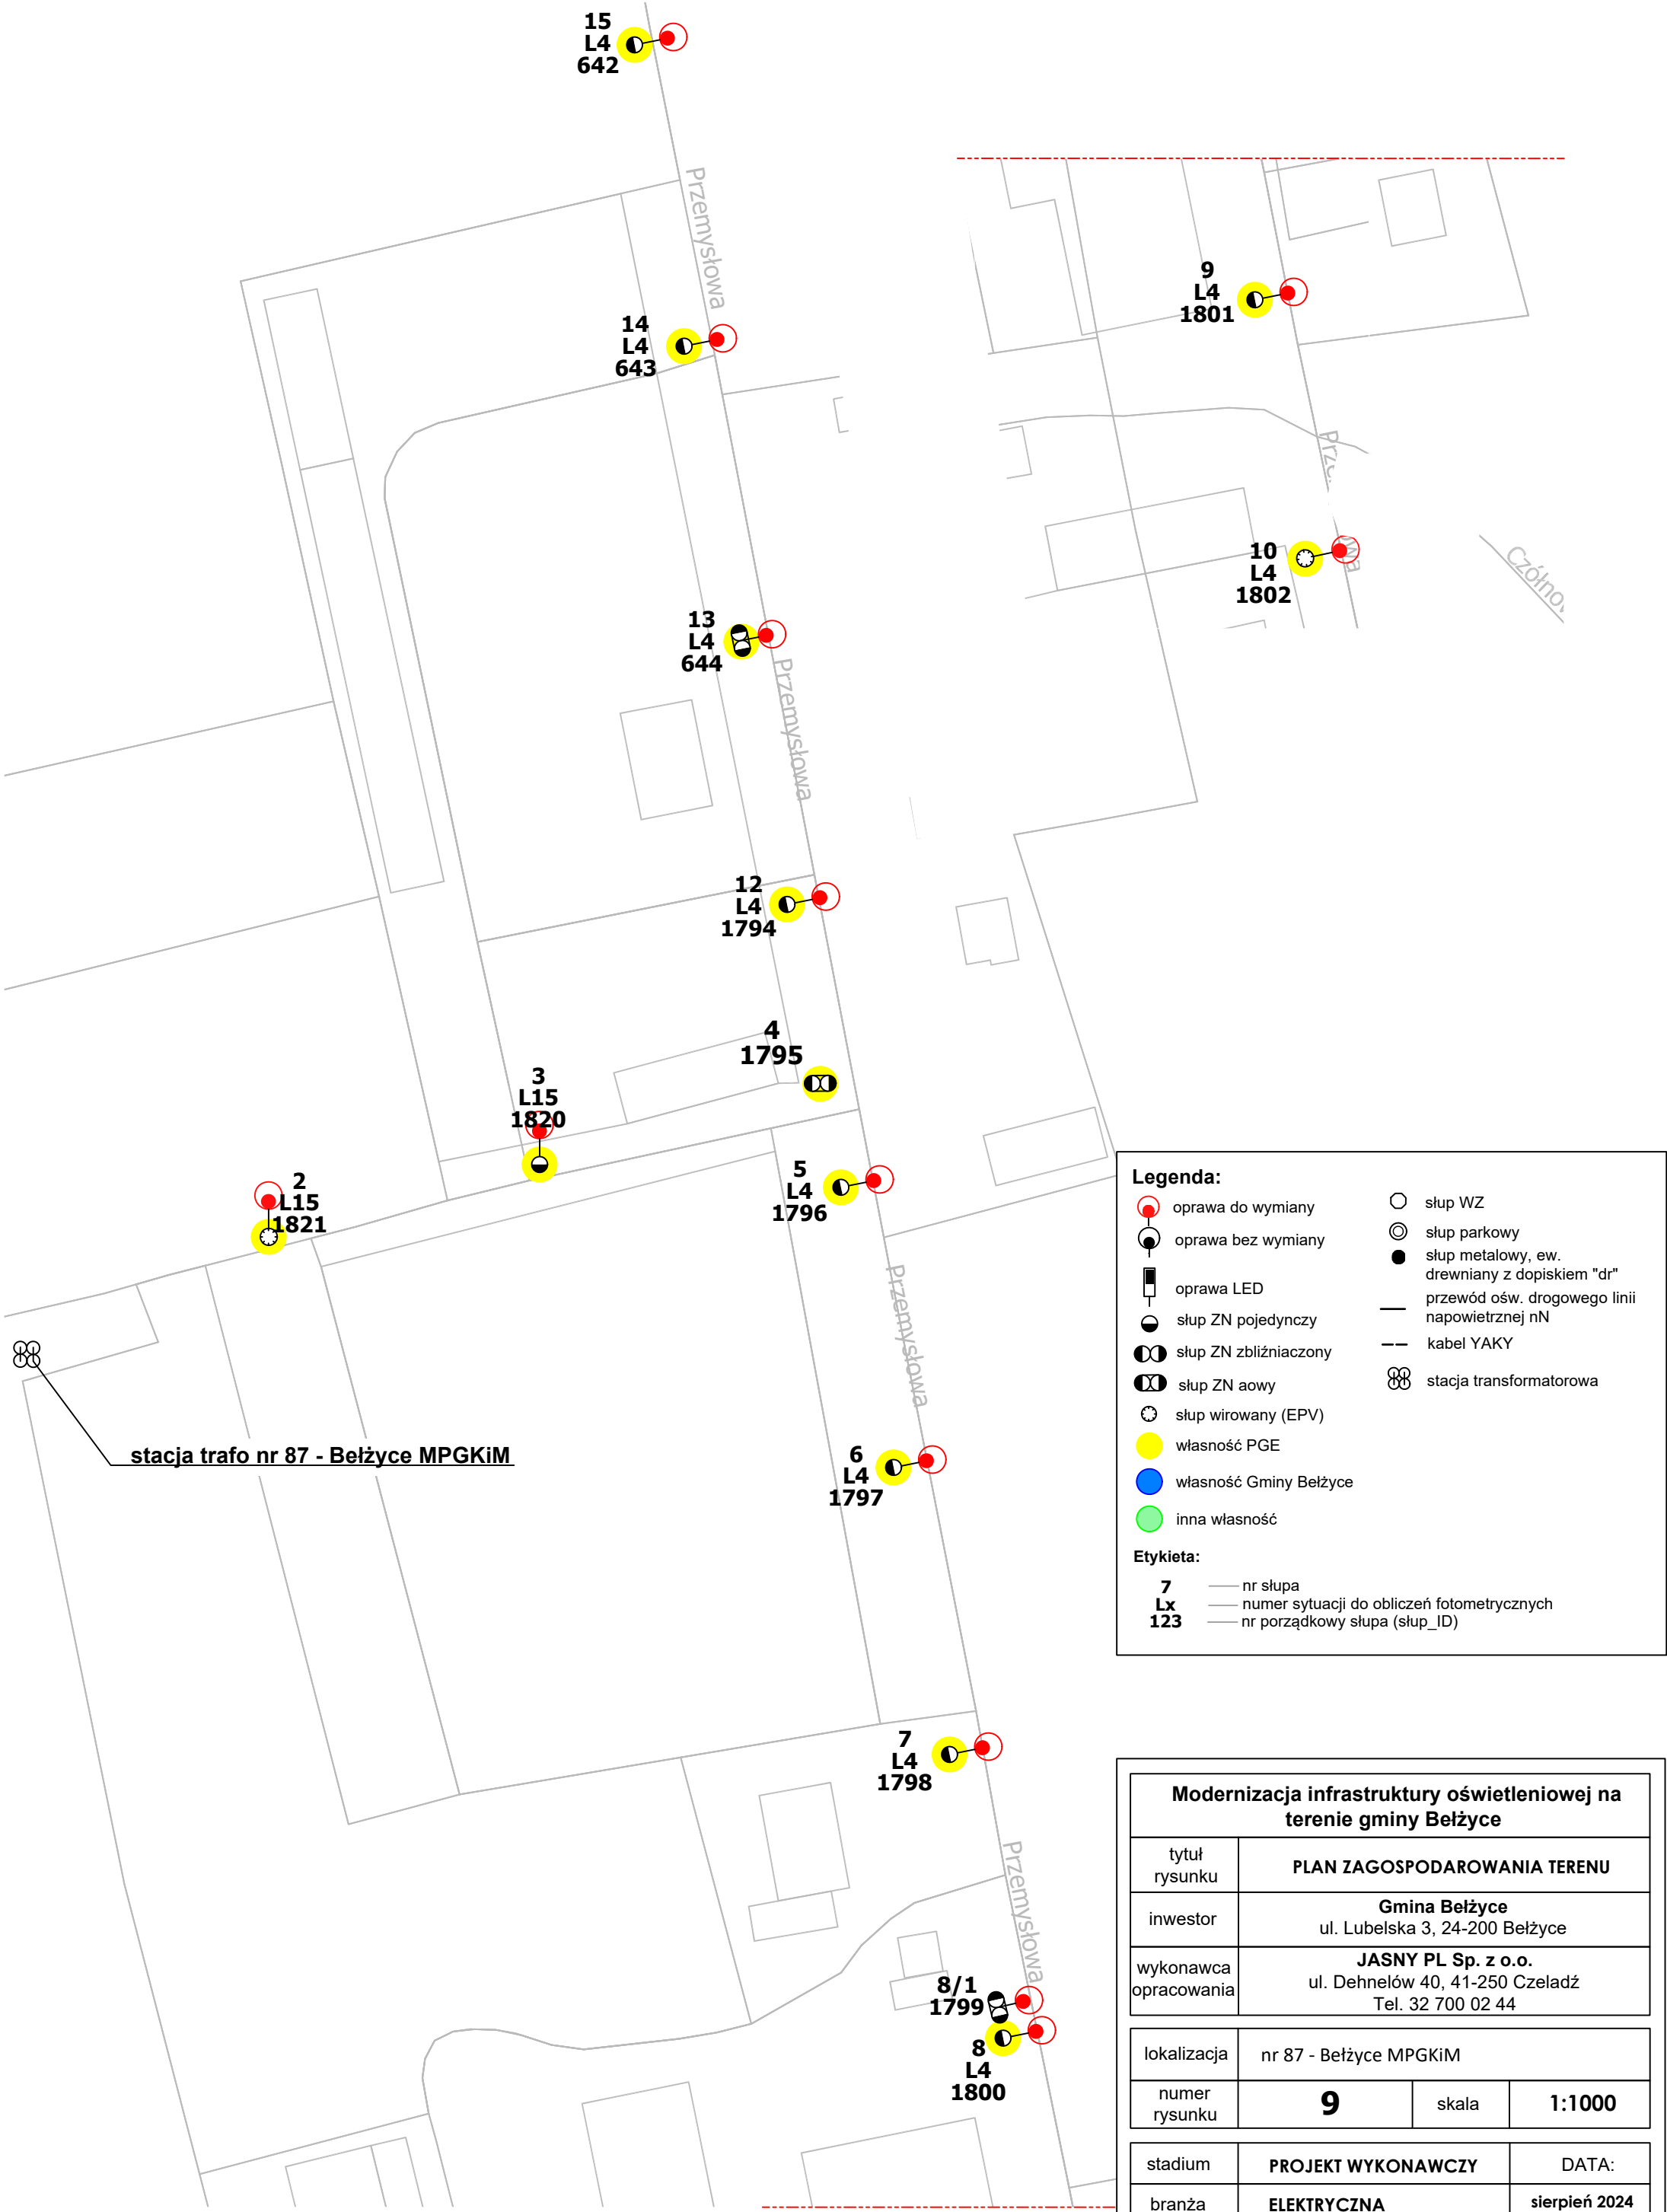 15
L4
642
Przemysłowa
9
L4
1801
14
L4
643
10
L4
1802
Czółno
13
L4
644
Przemysłowa
12
L4
1794
4
1795
3
L15
1820
2
L15
1821
5
L4
1796
Przemysłowa
stacja trafo nr 87 - Bełżyce MPGKiM
6
L4
1797
7
L4
1798
Przemysłowa
8/1
1799
8
L4
1800
Legenda:
oprawa do wymiany
oprawa bez wymiany
oprawa LED
słup ZN pojedynczy
słup ZN zbliźniaczony
słup ZN aowy
słup wirowany (EPV)
własność PGE
własność Gminy Bełżyce
inna własność
słup WZ
słup parkowy
słup metalowy, ew.
drewniany z dopiskiem "dr"
przewód ośw. drogowego linii
napowietrznej nN
kabel YAKY
stacja transformatorowa
Etykieta:
7 nr słupa
Lx numer sytuacji do obliczeń fotometrycznych
123 nr porządkowy słupa (słup_ID)
Modernizacja infrastruktury oświetleniowej na
terenie gminy Bełżyce
tytuł
rysunku
PLAN ZAGOSPODAROWANIA TERENU
inwestor
Gmina Bełżyce
ul. Lubelska 3, 24-200 Bełżyce
wykonawca
opracowania
JASNY PL Sp. z o.o.
ul. Dehnelów 40, 41-250 Czeladź
Tel. 32 700 02 44
lokalizacja nr 87 - Bełżyce MPGKiM
numer
rysunku
9 skala 1:1000
stadium PROJEKT WYKONAWCZY DATA:
branża ELEKTRYCZNA sierpień 2024